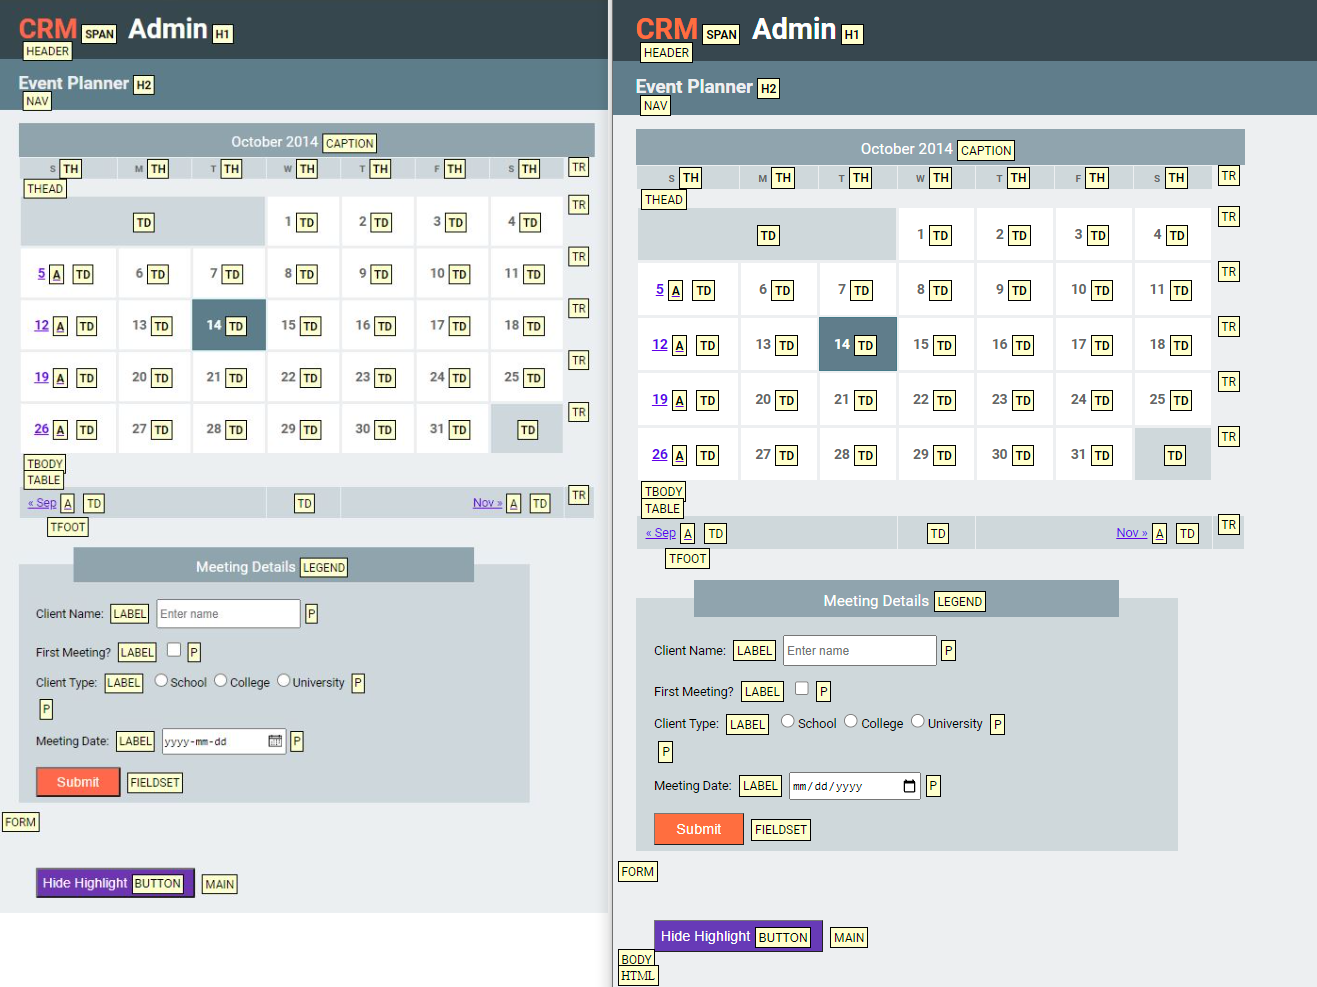 CRM SPAN Admin H1
HEADER
Event Planner H2
NAV
October 2014 CAPTION
S TH M TH T TH W TH T TH F TH S TH TR
THEAD
TR
TD 1 TD 2 TD 3 TD 4 TD
TR
5 A TD 6 TD 7 TD 8 TD 9 TD 10 TD 11 TD
TR
12 A TD 13 TD 14 TD 15 TD 16 TD 17 TD 18 TD
TR
19 A TD 20 TD 21 TD 22 TD 23 TD 24 TD 25 TD
TR
26 A TD 27 TD 28 TD 29 TD 30 TD 31 TD TD
TBODY
TABLE
« Sep A TD TD Nov » A TD TR
TFOOT
Meeting Details LEGEND
Client Name: LABEL Enter name P
First Meeting? LABEL P
Client Type: LABEL School College University P
P
Meeting Date: LABEL yyyy-mm-dd P
Submit FIELDSET
FORM
Hide Highlight BUTTON MAIN
CRM SPAN Admin H1
HEADER
Event Planner H2
NAV
October 2014 CAPTION
S TH M TH T TH W TH T TH F TH S TH TR
THEAD
TR
TD 1 TD 2 TD 3 TD 4 TD
TR
5 A TD 6 TD 7 TD 8 TD 9 TD 10 TD 11 TD
TR
12 A TD 13 TD 14 TD 15 TD 16 TD 17 TD 18 TD
TR
19 A TD 20 TD 21 TD 22 TD 23 TD 24 TD 25 TD
TR
26 A TD 27 TD 28 TD 29 TD 30 TD 31 TD TD
TBODY
TABLE
« Sep A TD TD Nov » A TD TR
TFOOT
Meeting Details LEGEND
Client Name: LABEL Enter name P
First Meeting? LABEL P
Client Type: LABEL School College University P
P
Meeting Date: LABEL mm/dd/yyyy P
Submit FIELDSET
FORM
Hide Highlight BUTTON MAIN
BODY
HTML